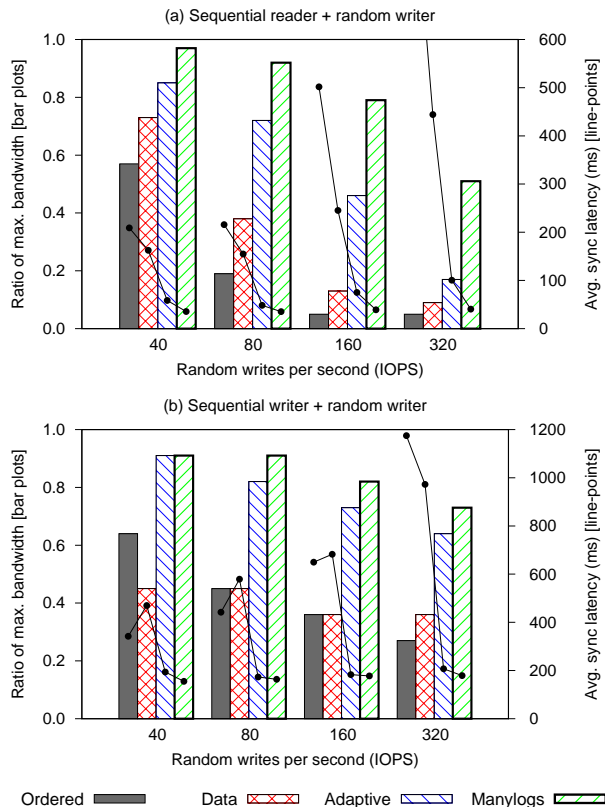 (a) Sequential reader + random writer
Ratio of max. bandwidth [bar plots]
1.0
0.8
0.6
0.4
0.2
0.0
600
500
400
300
200
100
0
Avg. sync latency (ms) [line-points]
40 80 160 320
Random writes per second (IOPS)
(b) Sequential writer + random writer
Ratio of max. bandwidth [bar plots]
1.0
0.8
0.6
0.4
0.2
0.0
1200
1000
800
600
400
200
0
Avg. sync latency (ms) [line-points]
40 80 160 320
Random writes per second (IOPS)
Ordered Data Adaptive Manylogs